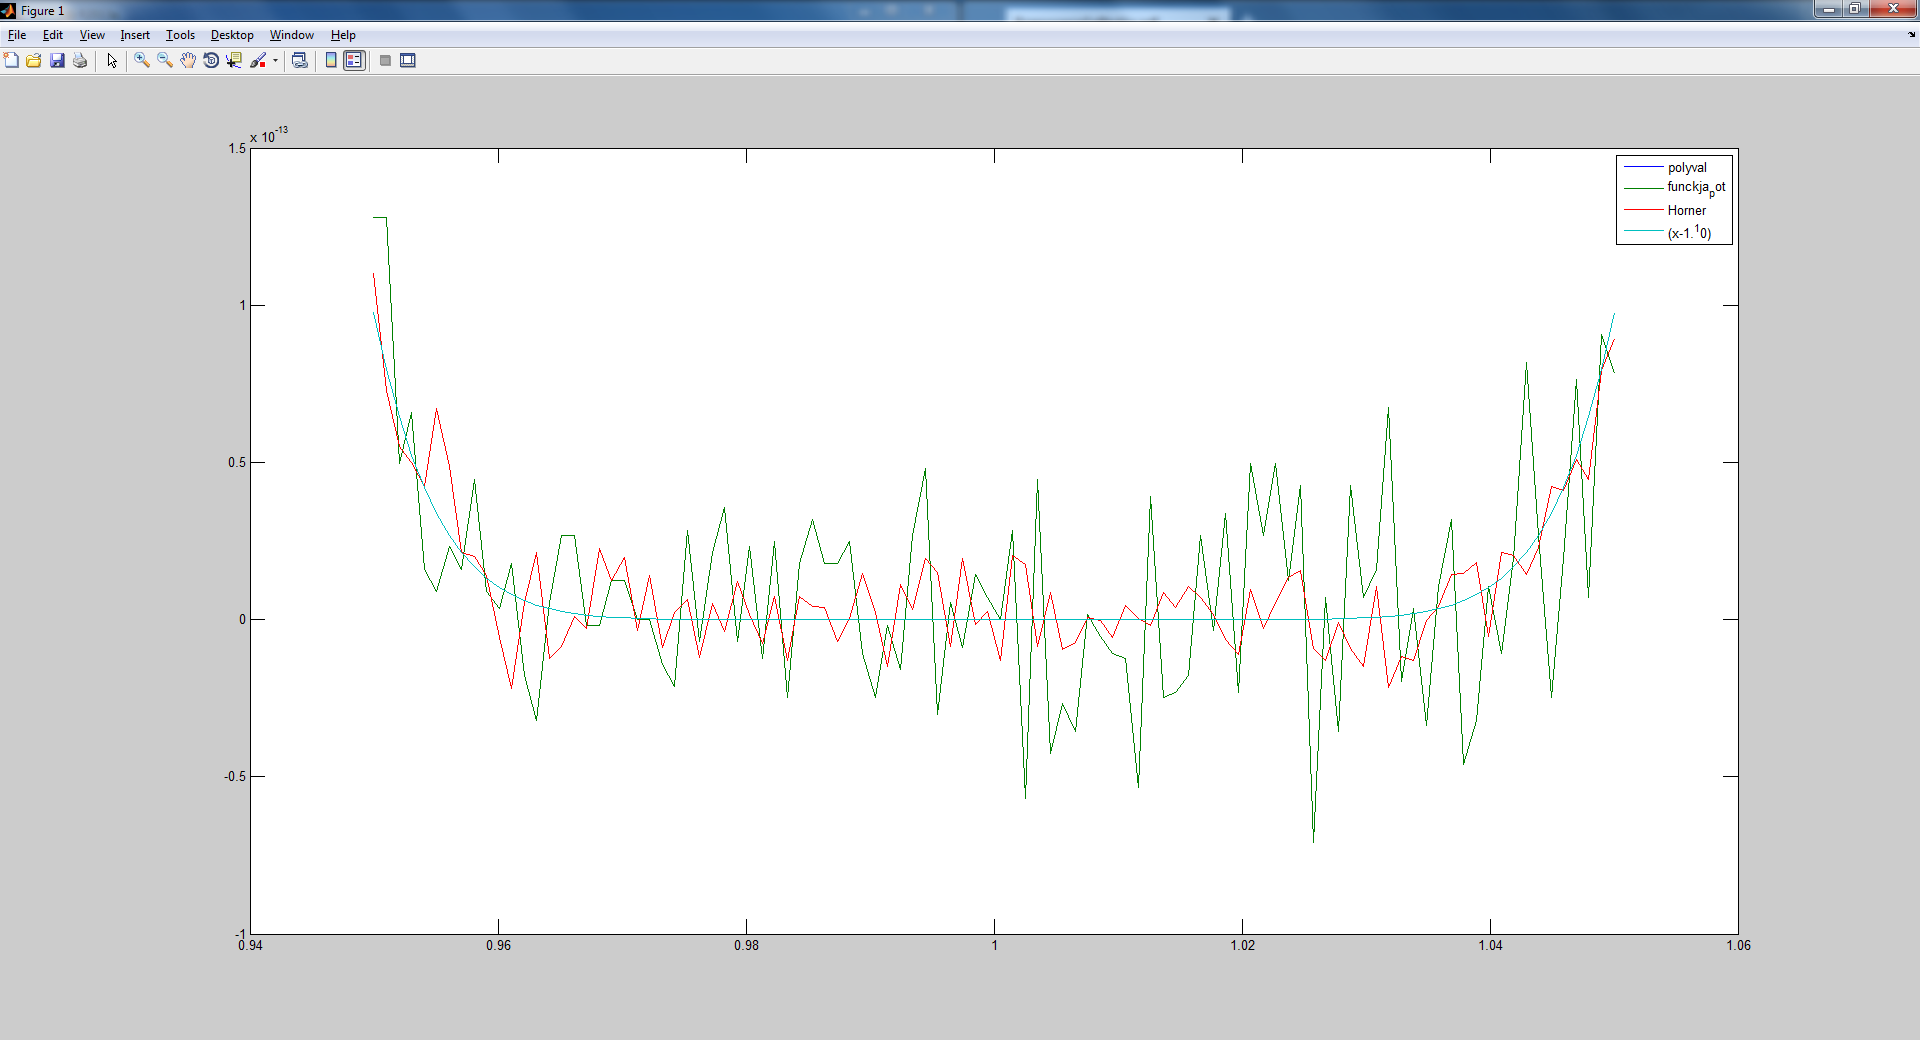 Figure 1
File Edit View Insert Tools Desktop Window Help
x 10-13
1.5
1
0.5
0
-0.5
-1
0.94 0.96 0.98 1 1.02 1.04 1.06
polyval
funckjapot
Horner
(x-1.10)